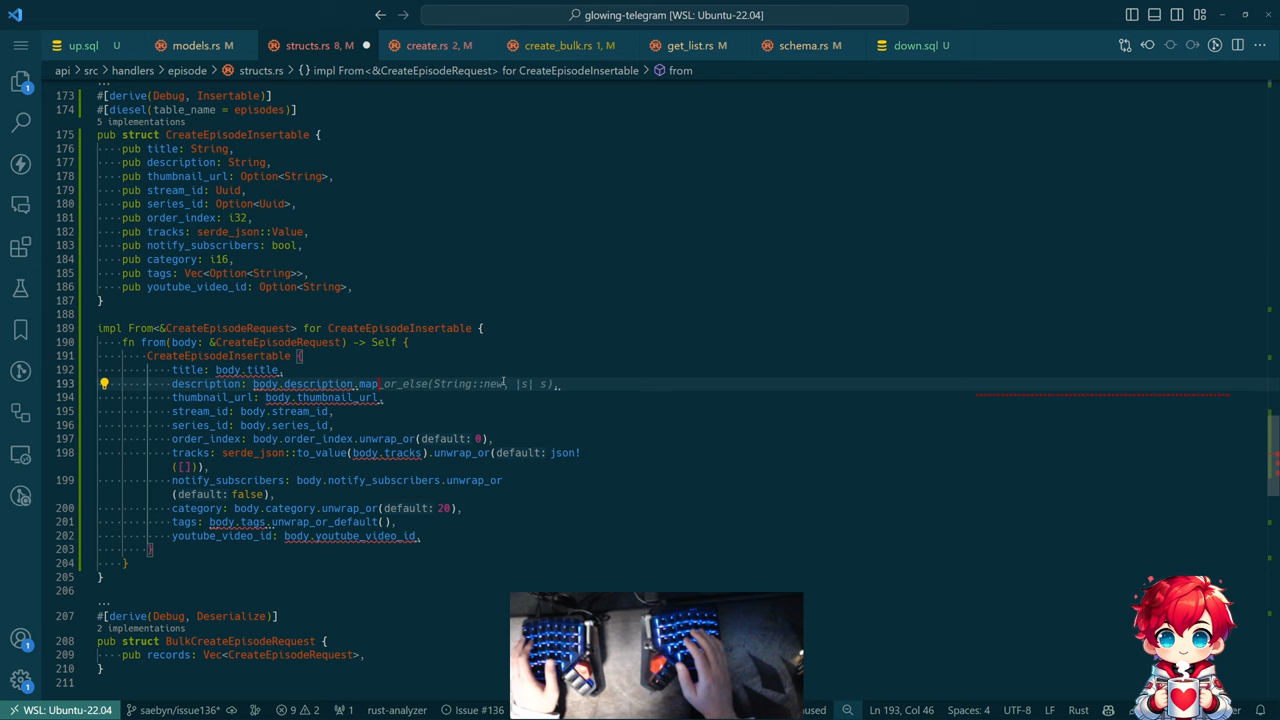 glowing-telegram [WSL: Ubuntu-22.04]
up.sql U
models.rs M
structs.rs 8, M
create.rs 2, M
create_bulk.rs 1, M
get_list.rs M
schema.rs M
down.sql U
api > src > handlers > episode > structs.rs > {} impl From<&CreateEpisodeRequest> for CreateEpisodeInsertable > from
173 #[derive(Debug, Insertable)]
174 #[diesel(table_name = episodes)]
5 implementations
175 pub struct CreateEpisodeInsertable {
176 pub title: String,
177 pub description: String,
178 pub thumbnail_url: Option<String>,
179 pub stream_id: Uuid,
180 pub series_id: Option<Uuid>,
181 pub order_index: i32,
182 pub tracks: serde_json::Value,
183 pub notify_subscribers: bool,
184 pub category: i16,
185 pub tags: Vec<Option<String>>,
186 pub youtube_video_id: Option<String>,
187 }
188
189 impl From<&CreateEpisodeRequest> for CreateEpisodeInsertable {
190 fn from(body: &CreateEpisodeRequest) -> Self {
191 CreateEpisodeInsertable {
192 title: body.title,
193 description: body.description.map_or_else(String::new, |s| s),
194 thumbnail_url: body.thumbnail_url,
195 stream_id: body.stream_id,
196 series_id: body.series_id,
197 order_index: body.order_index.unwrap_or(default: 0),
198 tracks: serde_json::to_value(body.tracks).unwrap_or(default: json!
([])),
199 notify_subscribers: body.notify_subscribers.unwrap_or
(default: false),
200 category: body.category.unwrap_or(default: 20),
201 tags: body.tags.unwrap_or_default(),
202 youtube_video_id: body.youtube_video_id,
203 }
204 }
205 }
206
207 #[derive(Debug, Deserialize)]
2 implementations
208 pub struct BulkCreateEpisodeRequest {
209 pub records: Vec<CreateEpisodeRequest>,
210 }
211
WSL: Ubuntu-22.04
saebyn/issue136*
1
9 2
1
rust-analyzer
Issue #136
Ln 193, Col 46
Spaces: 4
UTF-8
LF
Rust